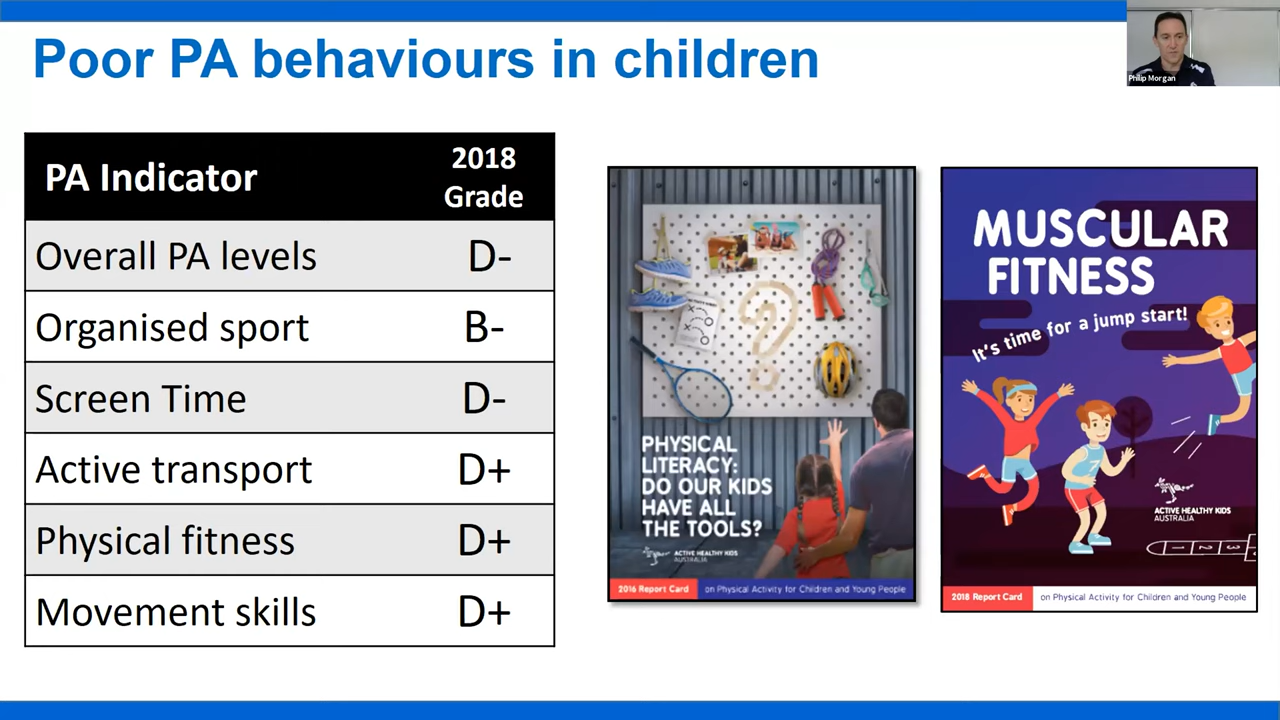 Poor PA behaviours in children
Philip Morgan
PA Indicator
2018
Grade
Overall PA levels D-
Organised sport B-
Screen Time D-
Active transport D+
Physical fitness D+
Movement skills D+
PHYSICAL
LITERACY:
DO OUR KIDS
HAVE ALL
THE TOOLS?
ACTIVE HEALTHY KIDS
AUSTRALIA
2016 Report Card on Physical Activity for Children and Young People
MUSCULAR
FITNESS
It's time for a jump start!
ACTIVE HEALTHY KIDS
AUSTRALIA
1 2 3
2018 Report Card on Physical Activity for Children and Young People